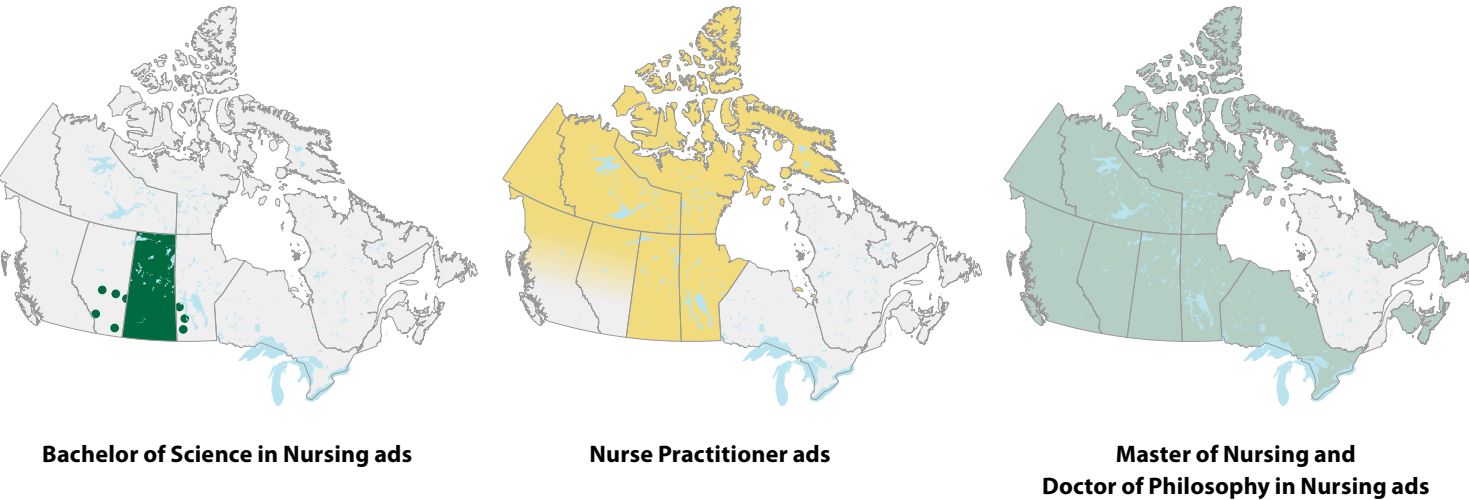 Bachelor of Science in Nursing ads
Nurse Practitioner ads
Master of Nursing and
Doctor of Philosophy in Nursing ads